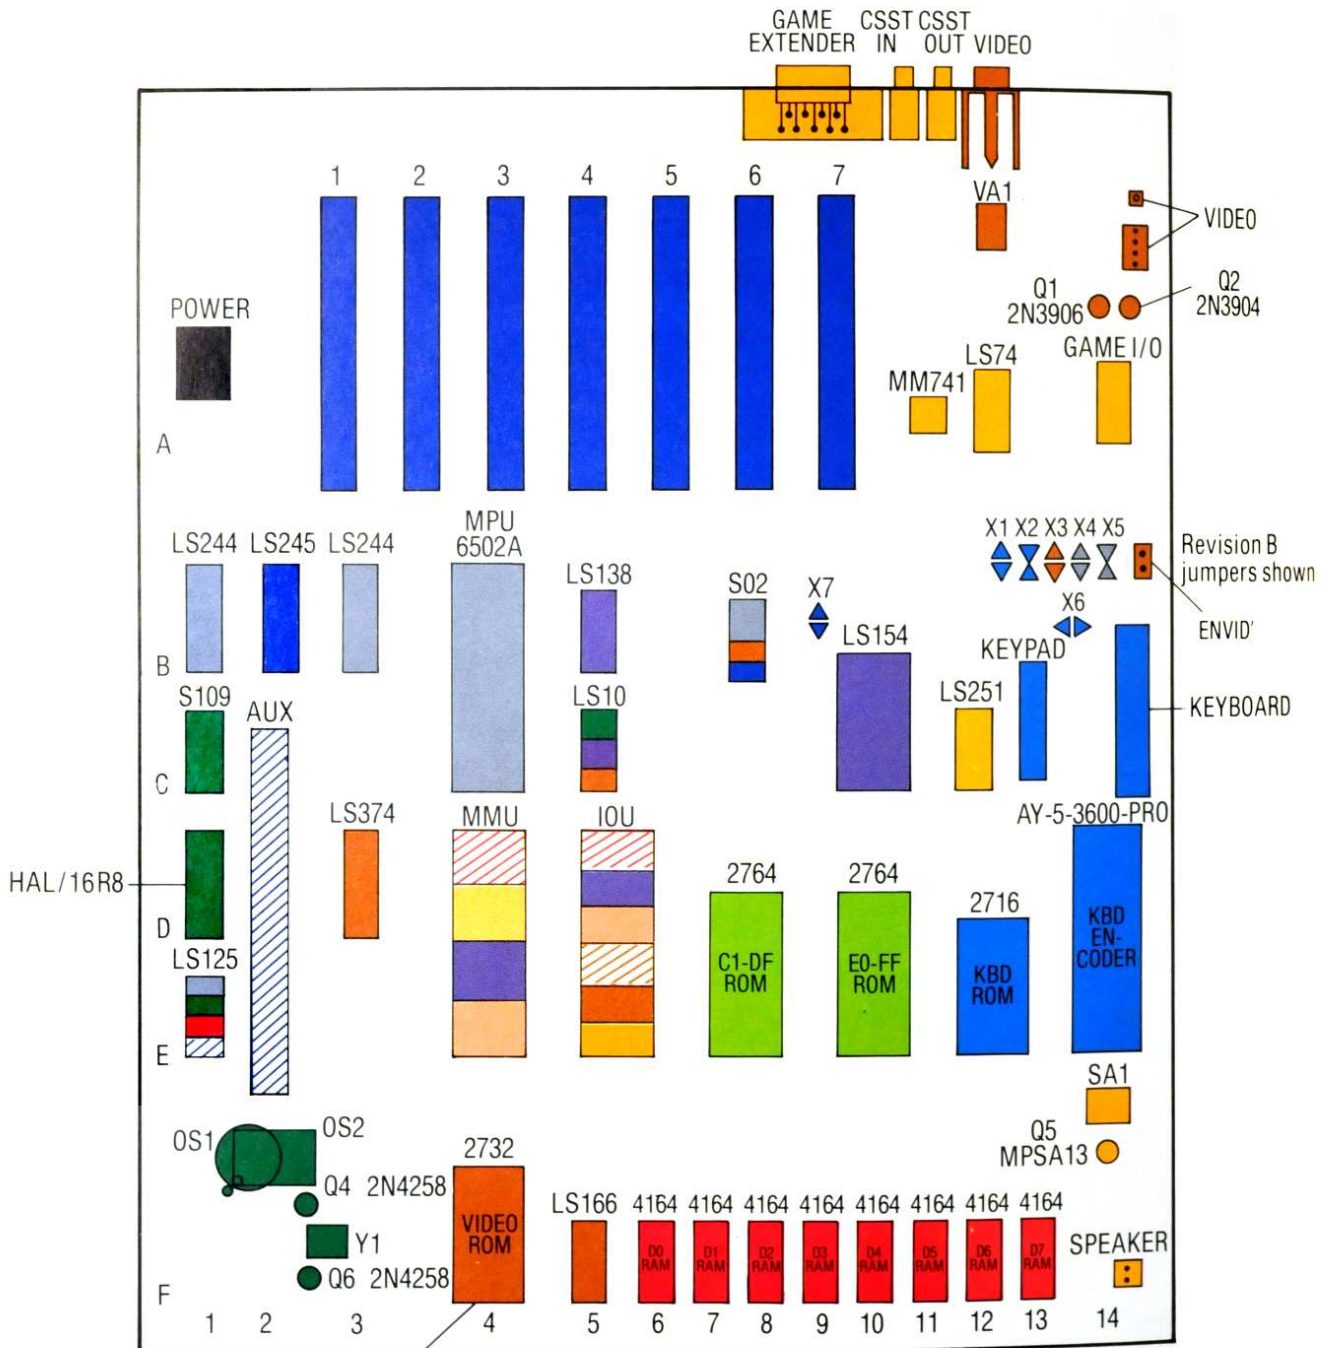 GAME EXTENDER
CSST IN
CSST OUT
VIDEO
1 2 3 4 5 6 7
VA1
VIDEO
POWER
Q1 2N3906
Q2 2N3904
GAME I/O
LS74
MM741
A
MPU 6502A
X1 X2 X3 X4 X5
Revision B jumpers shown
LS244 LS245 LS244
LS138
S02
X7
X6
ENVID'
LS154
KEYPAD
B
S109
AUX
LS10
LS251
KEYBOARD
C
LS374
MMU
IOU
AY-5-3600-PRO
HAL/16R8
2764
2764
2716
D
C1-DF ROM
E0-FF ROM
KBD ROM
KBD EN-CODER
LS125
E
SA1
OS1
OS2
Q5 MPSA13
2732
Q4 2N4258
LS166
4164 4164 4164 4164 4164 4164 4164 4164
VIDEO ROM
Y1
D0 RAM
D1 RAM
D2 RAM
D3 RAM
D4 RAM
D5 RAM
D6 RAM
D7 RAM
SPEAKER
Q6 2N4258
F
1 2 3 4 5 6 7 8 9 10 11 12 13 14